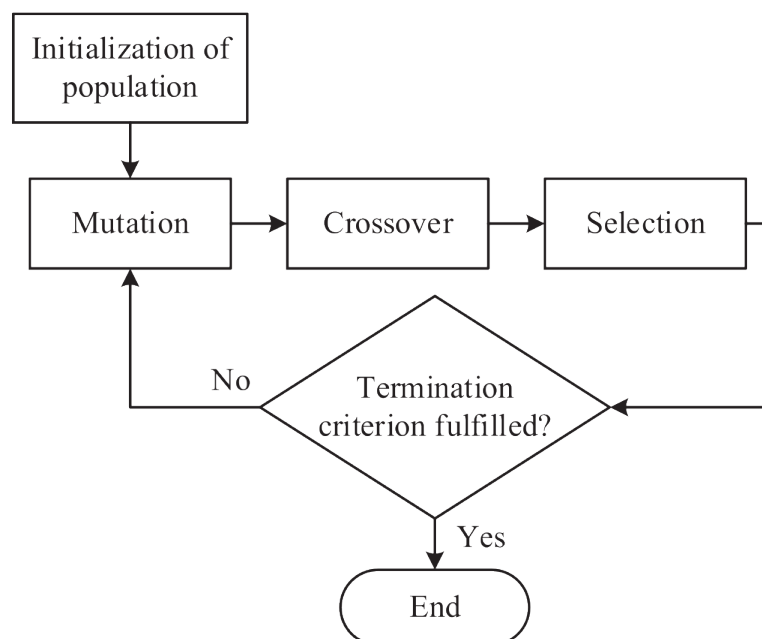 Initialization of
population
Mutation
Crossover
Selection
No
Termination
criterion fulfilled?
Yes
End